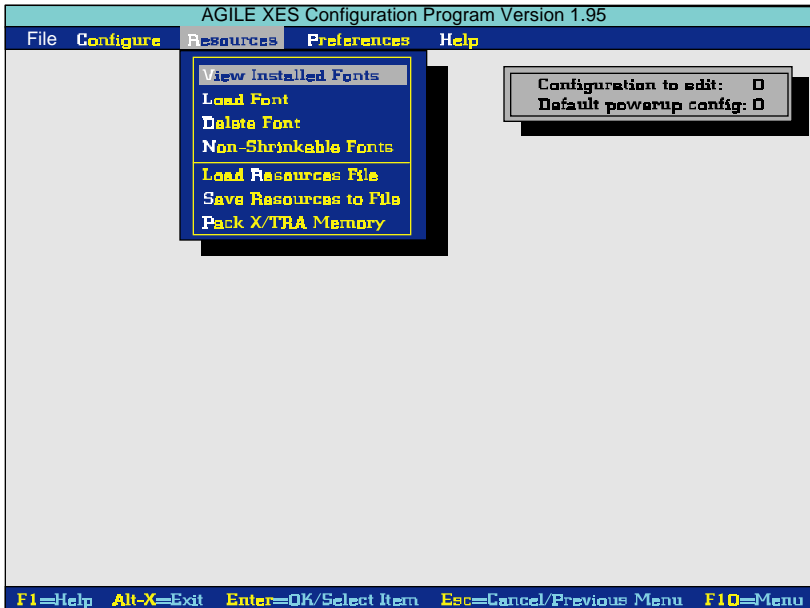 AGILE XES Configuration Program Version 1.95
File Configure Resources Preferences Help
View Installed Fonts
Load Font
Delete Font
Non-Shrinkable Fonts
Load Resources File
Save Resources to File
Pack X/TRA Memory
Configuration to edit: 0
Default powerup config: 0
F1=Help Alt-X=Exit Enter=OK/Select Item Esc=Cancel/Previous Menu F10=Menu